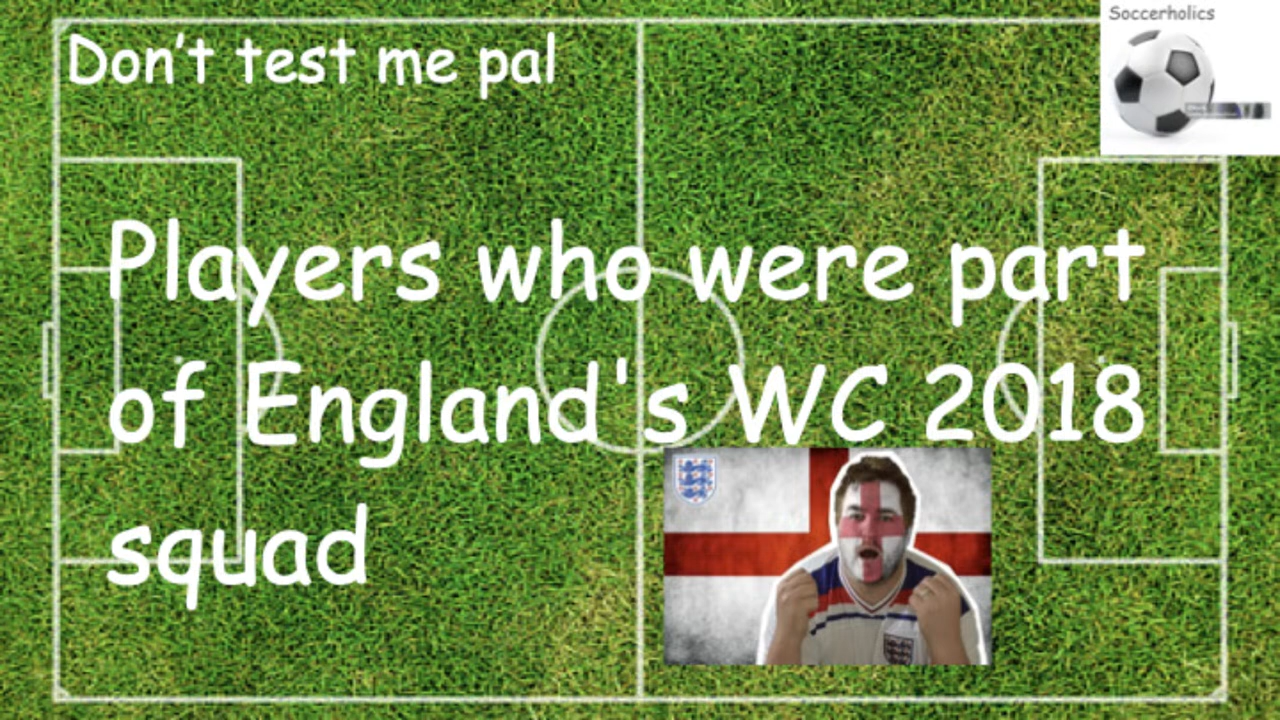 Soccerholics
Don't test me pal
Players who were part
of England's WC 2018
squad